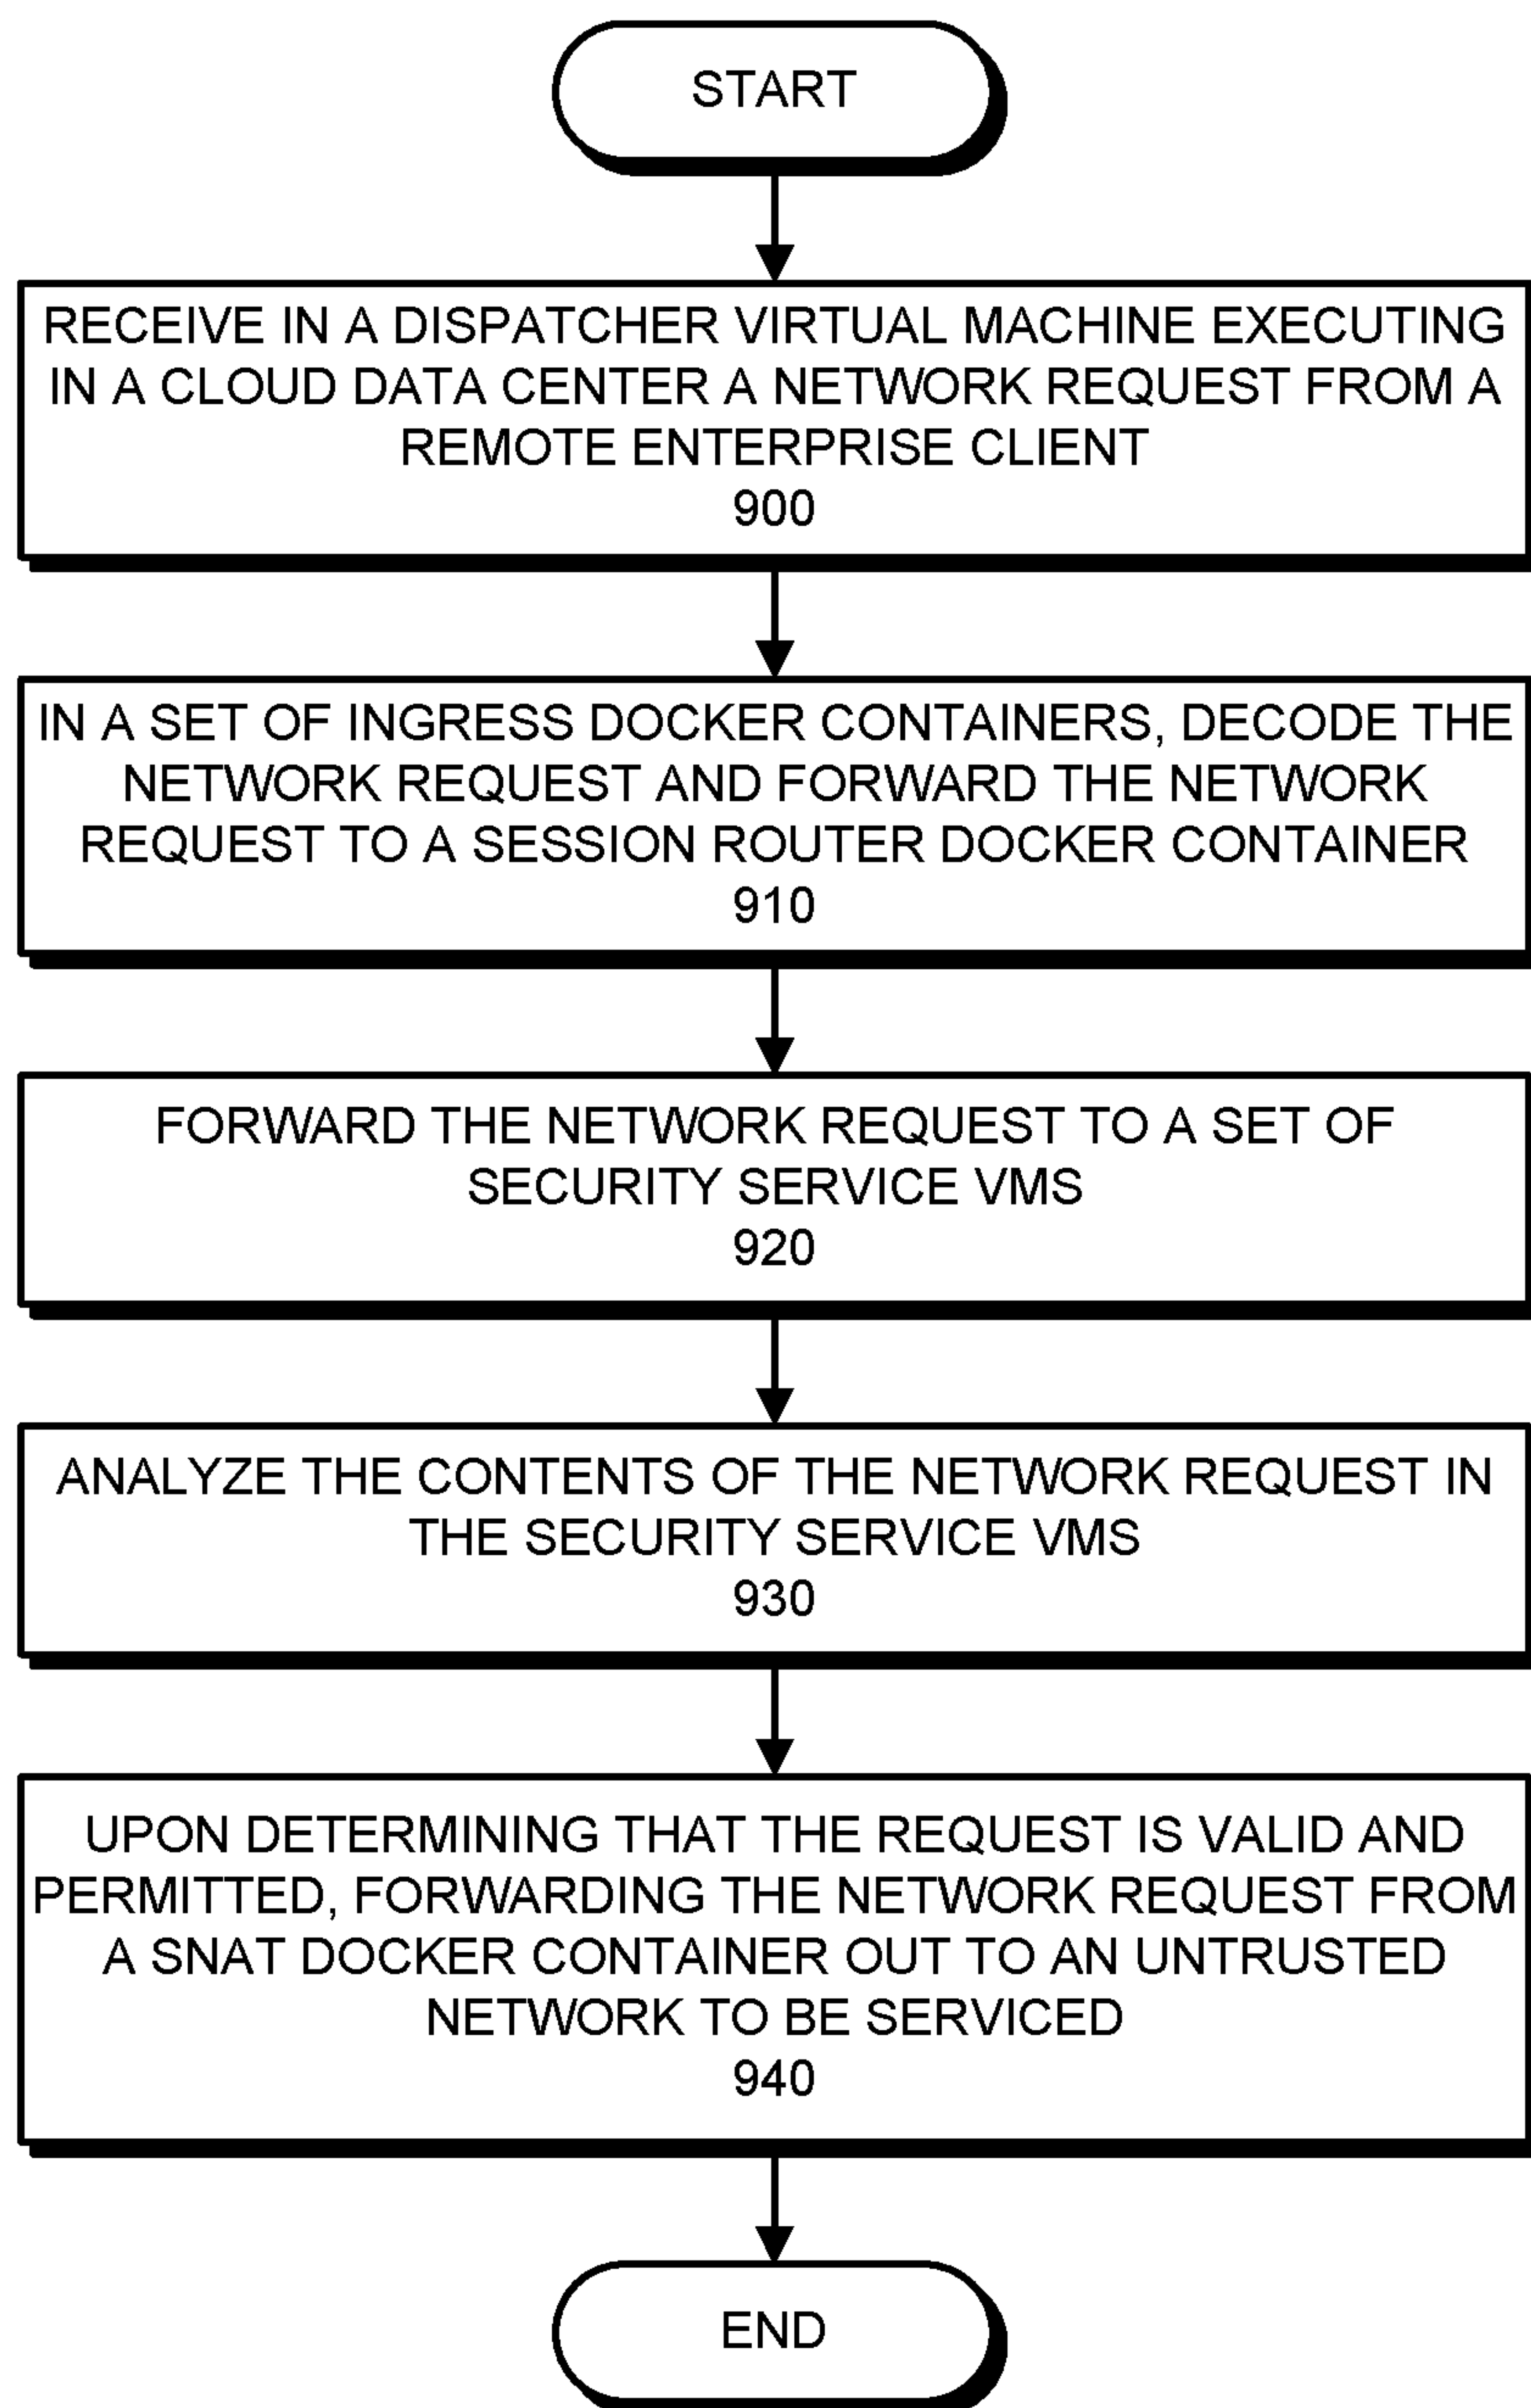 START
RECEIVE IN A DISPATCHER VIRTUAL MACHINE EXECUTING
IN A CLOUD DATA CENTER A NETWORK REQUEST FROM A
REMOTE ENTERPRISE CLIENT
900
IN A SET OF INGRESS DOCKER CONTAINERS, DECODE THE
NETWORK REQUEST AND FORWARD THE NETWORK
REQUEST TO A SESSION ROUTER DOCKER CONTAINER
910
FORWARD THE NETWORK REQUEST TO A SET OF
SECURITY SERVICE VMS
920
ANALYZE THE CONTENTS OF THE NETWORK REQUEST IN
THE SECURITY SERVICE VMS
930
UPON DETERMINING THAT THE REQUEST IS VALID AND
PERMITTED, FORWARDING THE NETWORK REQUEST FROM
A SNAT DOCKER CONTAINER OUT TO AN UNTRUSTED
NETWORK TO BE SERVICED
940
END